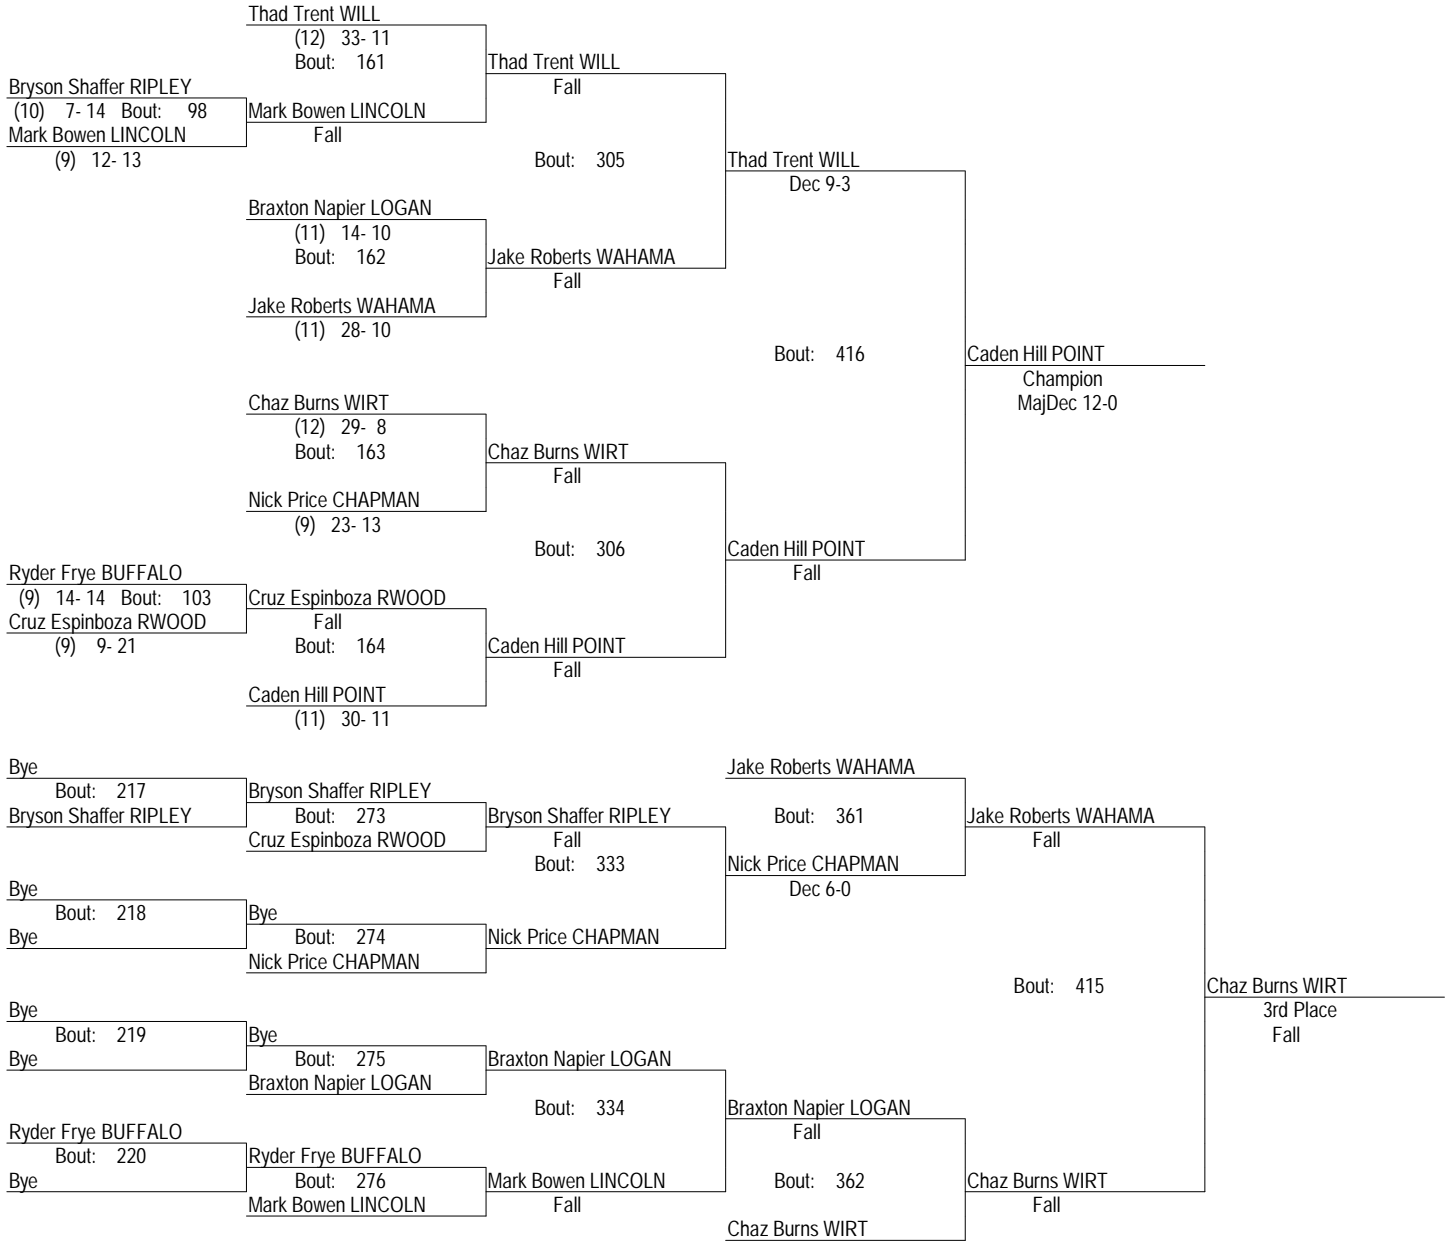 Thad Trent WILL
(12) 33- 11
Bout: 161
Thad Trent WILL
Fall
Bryson Shaffer RIPLEY
(10) 7- 14 Bout: 98
Mark Bowen LINCOLN
Mark Bowen LINCOLN
Fall
(9) 12- 13
Bout: 305
Thad Trent WILL
Dec 9-3
Braxton Napier LOGAN
(11) 14- 10
Bout: 162
Jake Roberts WAHAMA
Fall
Jake Roberts WAHAMA
(11) 28- 10
Bout: 416
Caden Hill POINT
Champion
MajDec 12-0
Chaz Burns WIRT
(12) 29- 8
Bout: 163
Chaz Burns WIRT
Fall
Nick Price CHAPMAN
(9) 23- 13
Bout: 306
Caden Hill POINT
Fall
Ryder Frye BUFFALO
(9) 14- 14 Bout: 103
Cruz Espinboza RWOOD
Cruz Espinboza RWOOD
Fall
(9) 9- 21
Bout: 164
Caden Hill POINT
Fall
Caden Hill POINT
(11) 30- 11
Bye
Bout: 217
Bryson Shaffer RIPLEY
Bryson Shaffer RIPLEY
Bout: 273
Cruz Espinboza RWOOD
Bryson Shaffer RIPLEY
Fall
Bout: 333
Jake Roberts WAHAMA
Bout: 361
Nick Price CHAPMAN
Dec 6-0
Jake Roberts WAHAMA
Fall
Bye
Bout: 218
Bye
Bye
Bout: 274
Nick Price CHAPMAN
Nick Price CHAPMAN
Bout: 415
Chaz Burns WIRT
3rd Place
Fall
Bye
Bout: 219
Bye
Bye
Bout: 275
Braxton Napier LOGAN
Braxton Napier LOGAN
Bout: 334
Braxton Napier LOGAN
Fall
Ryder Frye BUFFALO
Bout: 220
Bye
Ryder Frye BUFFALO
Bout: 276
Mark Bowen LINCOLN
Mark Bowen LINCOLN
Fall
Bout: 362
Chaz Burns WIRT
Chaz Burns WIRT
Fall